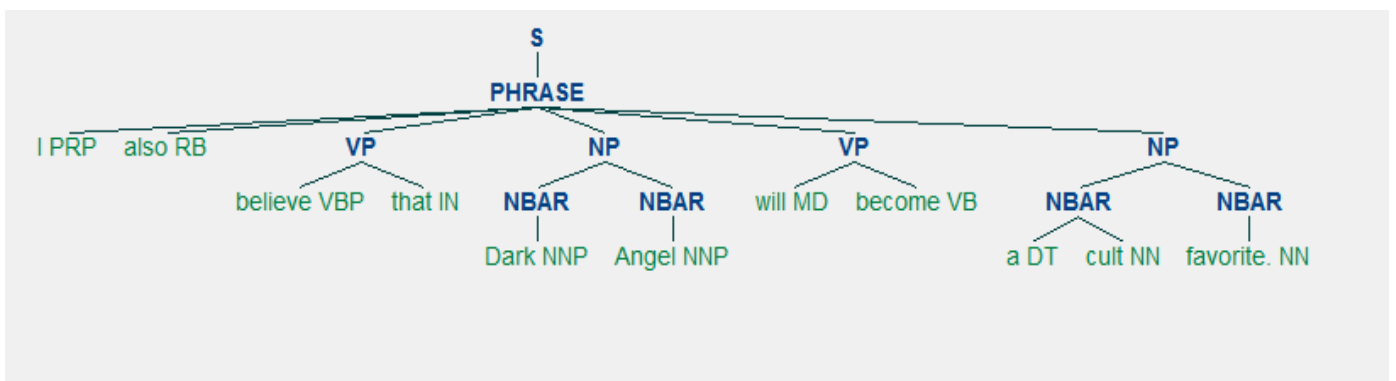 S
PHRASE
I PRP also RB VP NP VP NP
believe VBP that IN NBAR NBAR will MD become VB NBAR NBAR
Dark NNP Angel NNP a DT cult NN favorite. NN